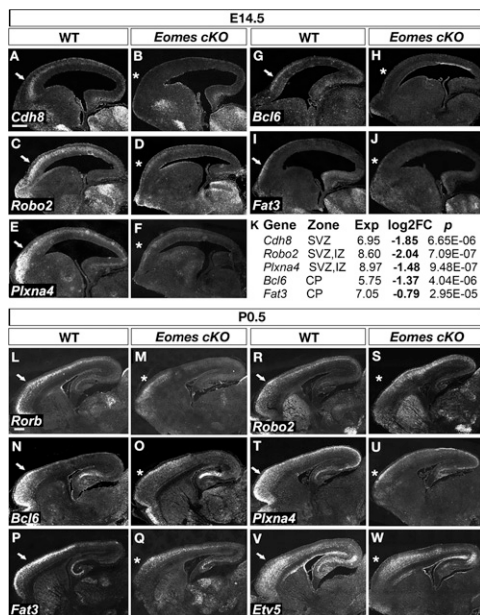 E14.5
WT Eomes cKO WT Eomes cKO
A B G H
* *
Cdh8 Bcl6
C D I J
* *
Robo2 Fat3
E F K Gene Zone Exp log2FC p
* Cdh8 SVZ 6.95 -1.85 6.65E-06
Robo2 SVZ,IZ 8.60 -2.04 7.09E-07
Plxna4 SVZ,IZ 8.97 -1.48 9.48E-07
Bcl6 CP 5.75 -1.37 4.04E-06
Plxna4 Fat3 CP 7.05 -0.79 2.95E-05
P0.5
WT Eomes cKO WT Eomes cKO
L M R S
* *
Rorb Robo2
N O T U
* *
Bcl6 Plxna4
P Q V W
* *
Fat3 Etv5